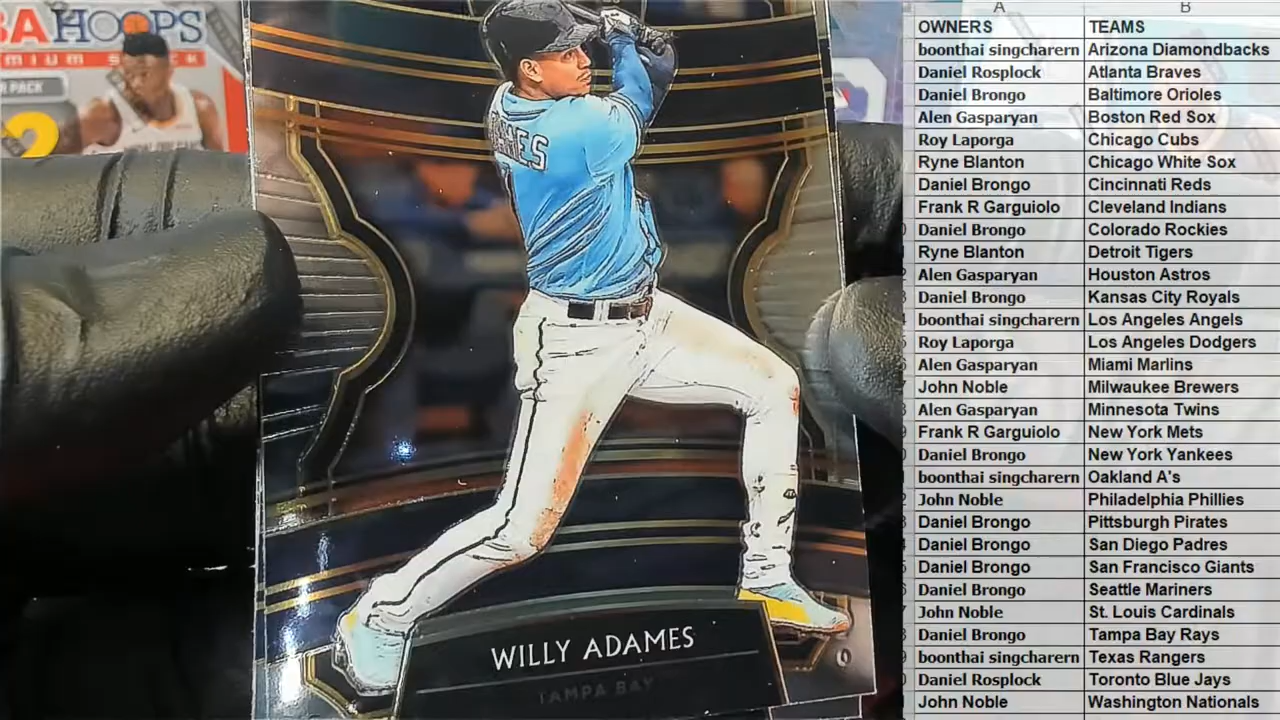 BA HOOPS
MIUM S CK
R PACK
2
ADAMES
WILLY ADAMES
TAMPA BAY
A B
OWNERS TEAMS
boonthai singcharern Arizona Diamondbacks
Daniel Rosplock Atlanta Braves
Daniel Brongo Baltimore Orioles
Alen Gasparyan Boston Red Sox
Roy Laporga Chicago Cubs
Ryne Blanton Chicago White Sox
Daniel Brongo Cincinnati Reds
Frank R Garguiolo Cleveland Indians
Daniel Brongo Colorado Rockies
Ryne Blanton Detroit Tigers
Alen Gasparyan Houston Astros
Daniel Brongo Kansas City Royals
boonthai singcharern Los Angeles Angels
Roy Laporga Los Angeles Dodgers
Alen Gasparyan Miami Marlins
John Noble Milwaukee Brewers
Alen Gasparyan Minnesota Twins
Frank R Garguiolo New York Mets
Daniel Brongo New York Yankees
boonthai singcharern Oakland A's
John Noble Philadelphia Phillies
Daniel Brongo Pittsburgh Pirates
Daniel Brongo San Diego Padres
Daniel Brongo San Francisco Giants
Daniel Brongo Seattle Mariners
John Noble St. Louis Cardinals
Daniel Brongo Tampa Bay Rays
boonthai singcharern Texas Rangers
Daniel Rosplock Toronto Blue Jays
John Noble Washington Nationals